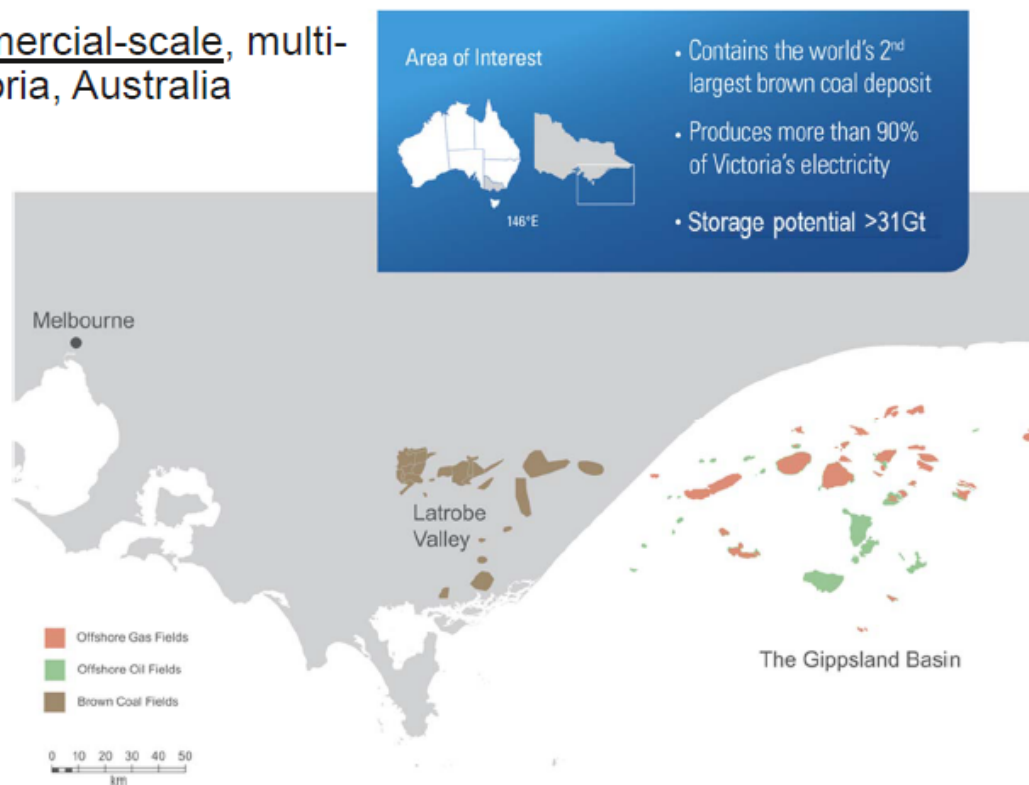 mercial-scale, multi-
oria, Australia
Area of Interest
146°E
• Contains the world's 2nd
largest brown coal deposit
• Produces more than 90%
of Victoria's electricity
• Storage potential >31Gt
Melbourne
Latrobe
Valley
The Gippsland Basin
Offshore Gas Fields
Offshore Oil Fields
Brown Coal Fields
0 10 20 30 40 50
km